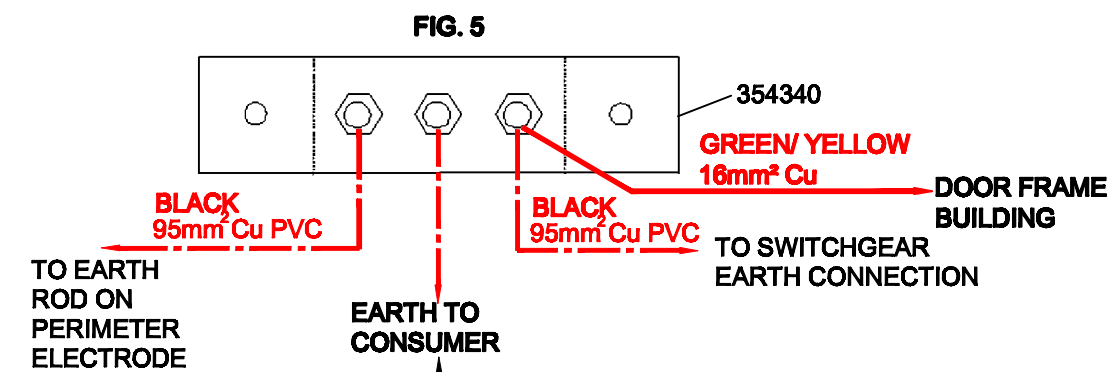 FIG. 5
354340
GREEN/ YELLOW
16mm² Cu
DOOR FRAME
BUILDING
BLACK
95mm² Cu PVC
BLACK
95mm² Cu PVC
TO SWITCHGEAR
EARTH CONNECTION
TO EARTH
ROD ON
PERIMETER
ELECTRODE
EARTH TO
CONSUMER